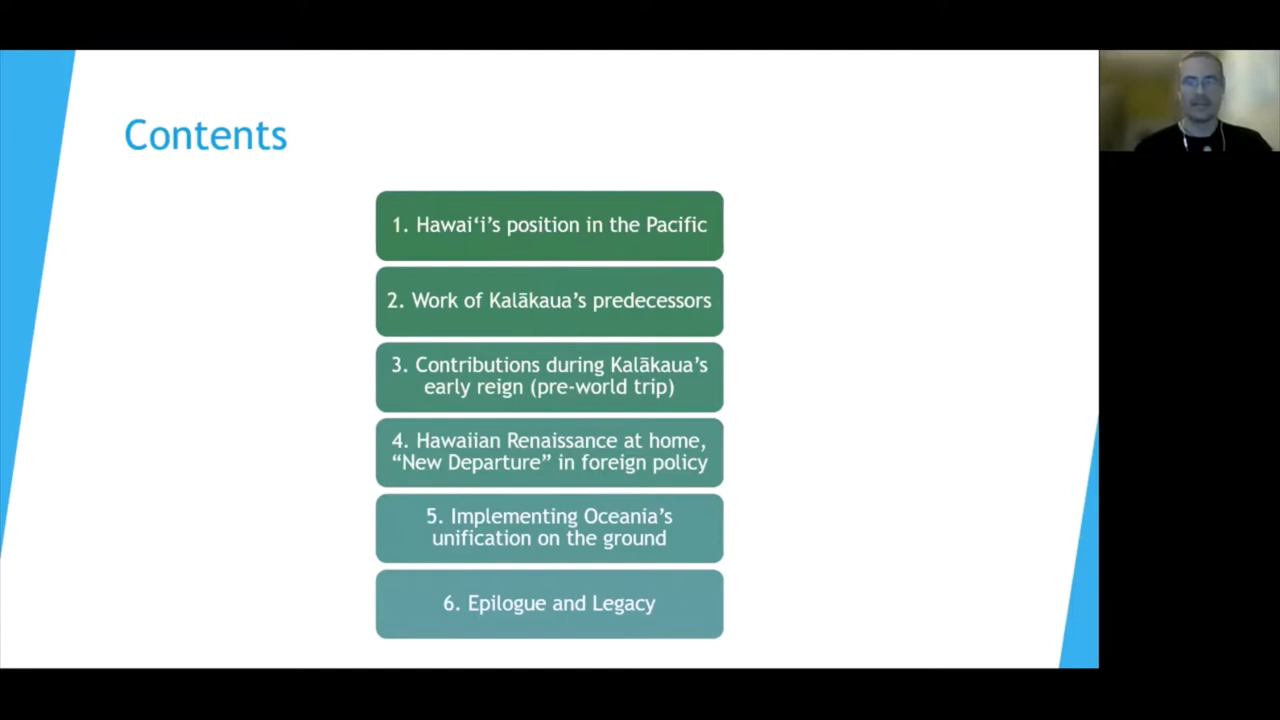 Contents
1. Hawai‘i’s position in the Pacific
2. Work of Kalākaua’s predecessors
3. Contributions during Kalākaua’s
early reign (pre-world trip)
4. Hawaiian Renaissance at home,
“New Departure” in foreign policy
5. Implementing Oceania’s
unification on the ground
6. Epilogue and Legacy